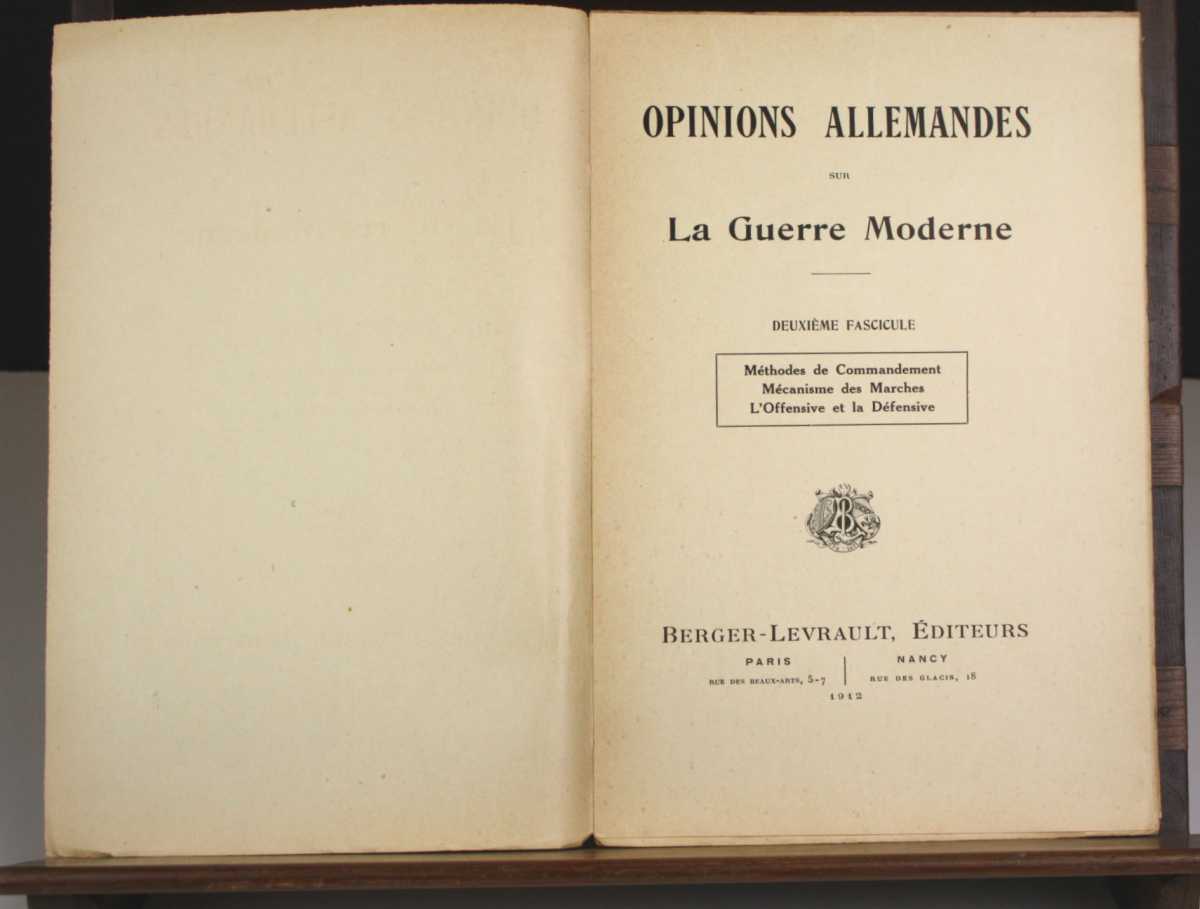 OPINIONS ALLEMANDES
SUR
La Guerre Moderne
DEUXIÈME FASCICULE
Méthodes de Commandement
Mécanisme des Marches
L'Offensive et la Défensive
BERGER-LEVRAULT, ÉDITEURS
PARIS
RUE DES BEAUX-ARTS, 5-7
NANCY
RUE DES GLACIS, 18
1912